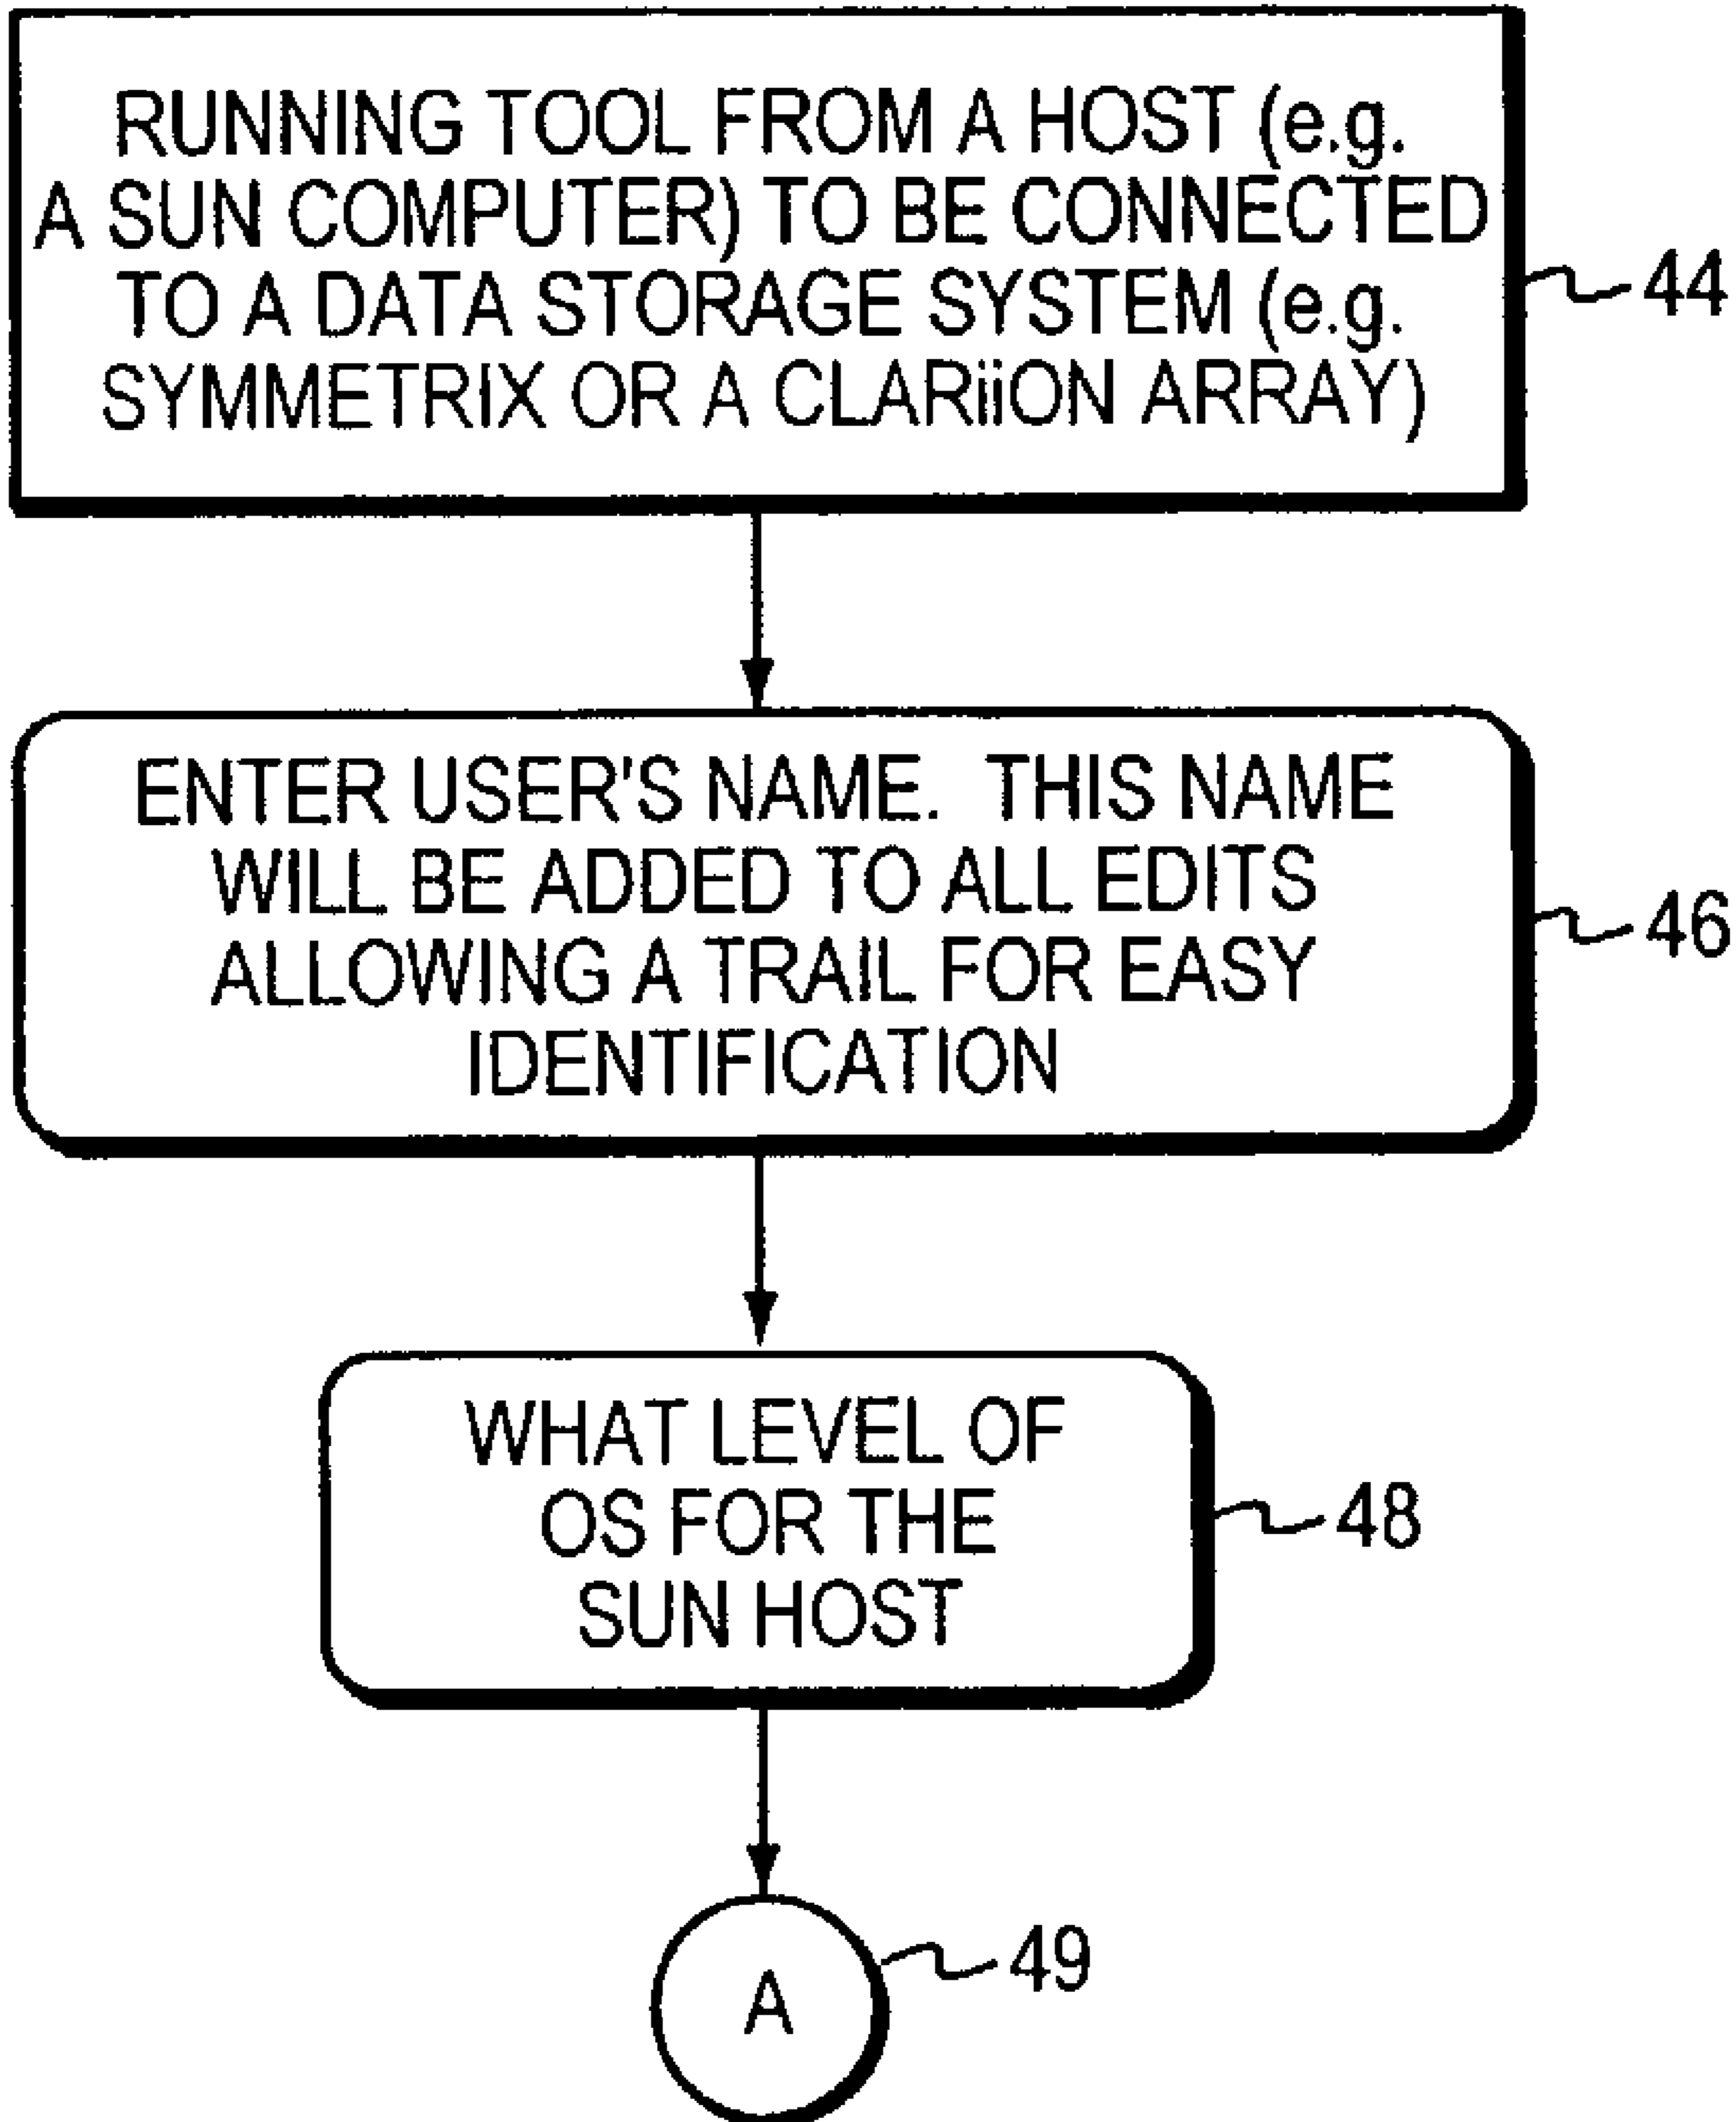 RUNNING TOOL FROM A HOST (e.g.
A SUN COMPUTER) TO BE CONNECTED
TO A DATA STORAGE SYSTEM (e.g.
SYMMETRIX OR A CLARiiON ARRAY)
44
ENTER USER'S NAME. THIS NAME
WILL BE ADDED TO ALL EDITS
ALLOWING A TRAIL FOR EASY
IDENTIFICATION
46
WHAT LEVEL OF
OS FOR THE
SUN HOST
48
A
49